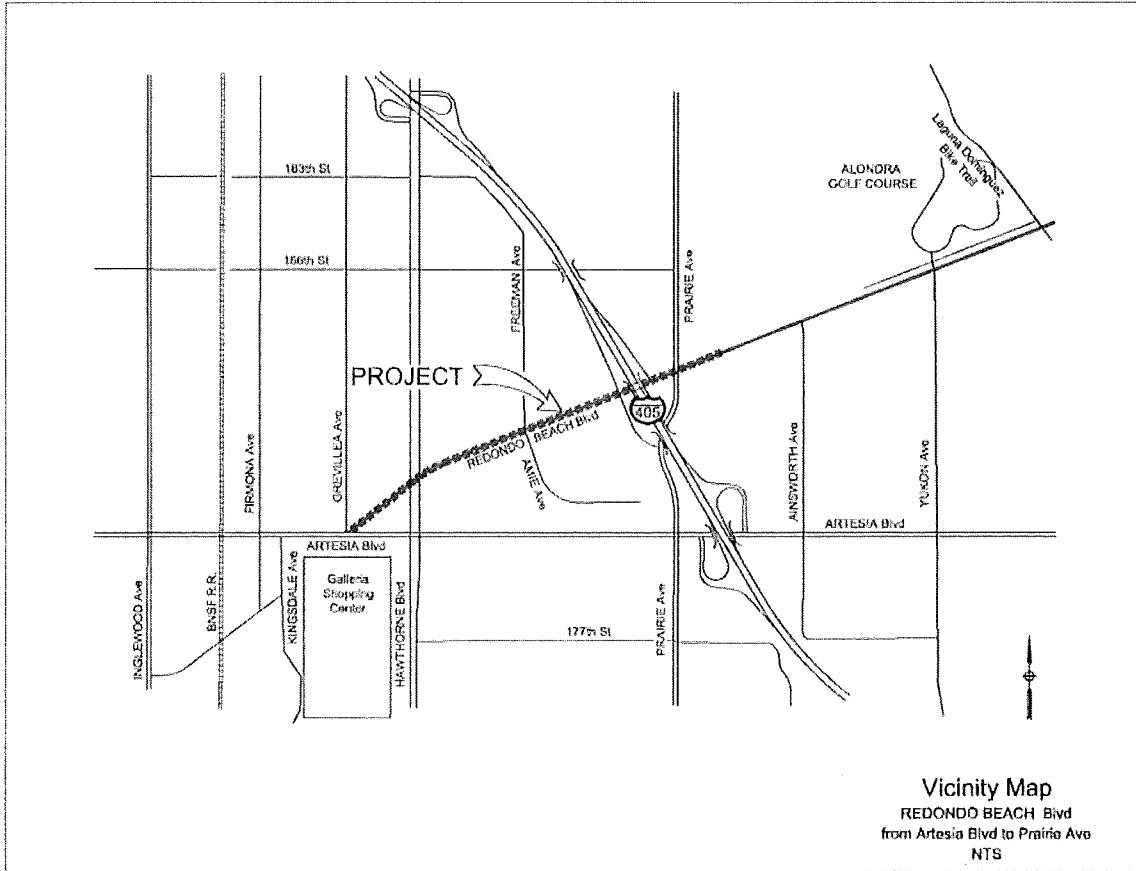 Laguna Dominguez
Bike Trail
ALONDRA
GOLF COURSE
163th St
166th St
FREEMAN Ave
PRAIRIE Ave
PROJECT
405
REDONDO BEACH Blvd
GREVILLEA Ave
FIRMONA Ave
AMIE Ave
AINSWORTH Ave
YUKON Ave
ARTESIA Blvd
ARTESIA Blvd
Galleria
Shopping
Center
INGLEWOOD Ave
BNSF R.R.
KINGSDALE Ave
HAWTHORNE Blvd
177th St
PRAIRIE Ave
Vicinity Map
REDONDO BEACH Blvd
from Artesia Blvd to Prairie Ave
NTS